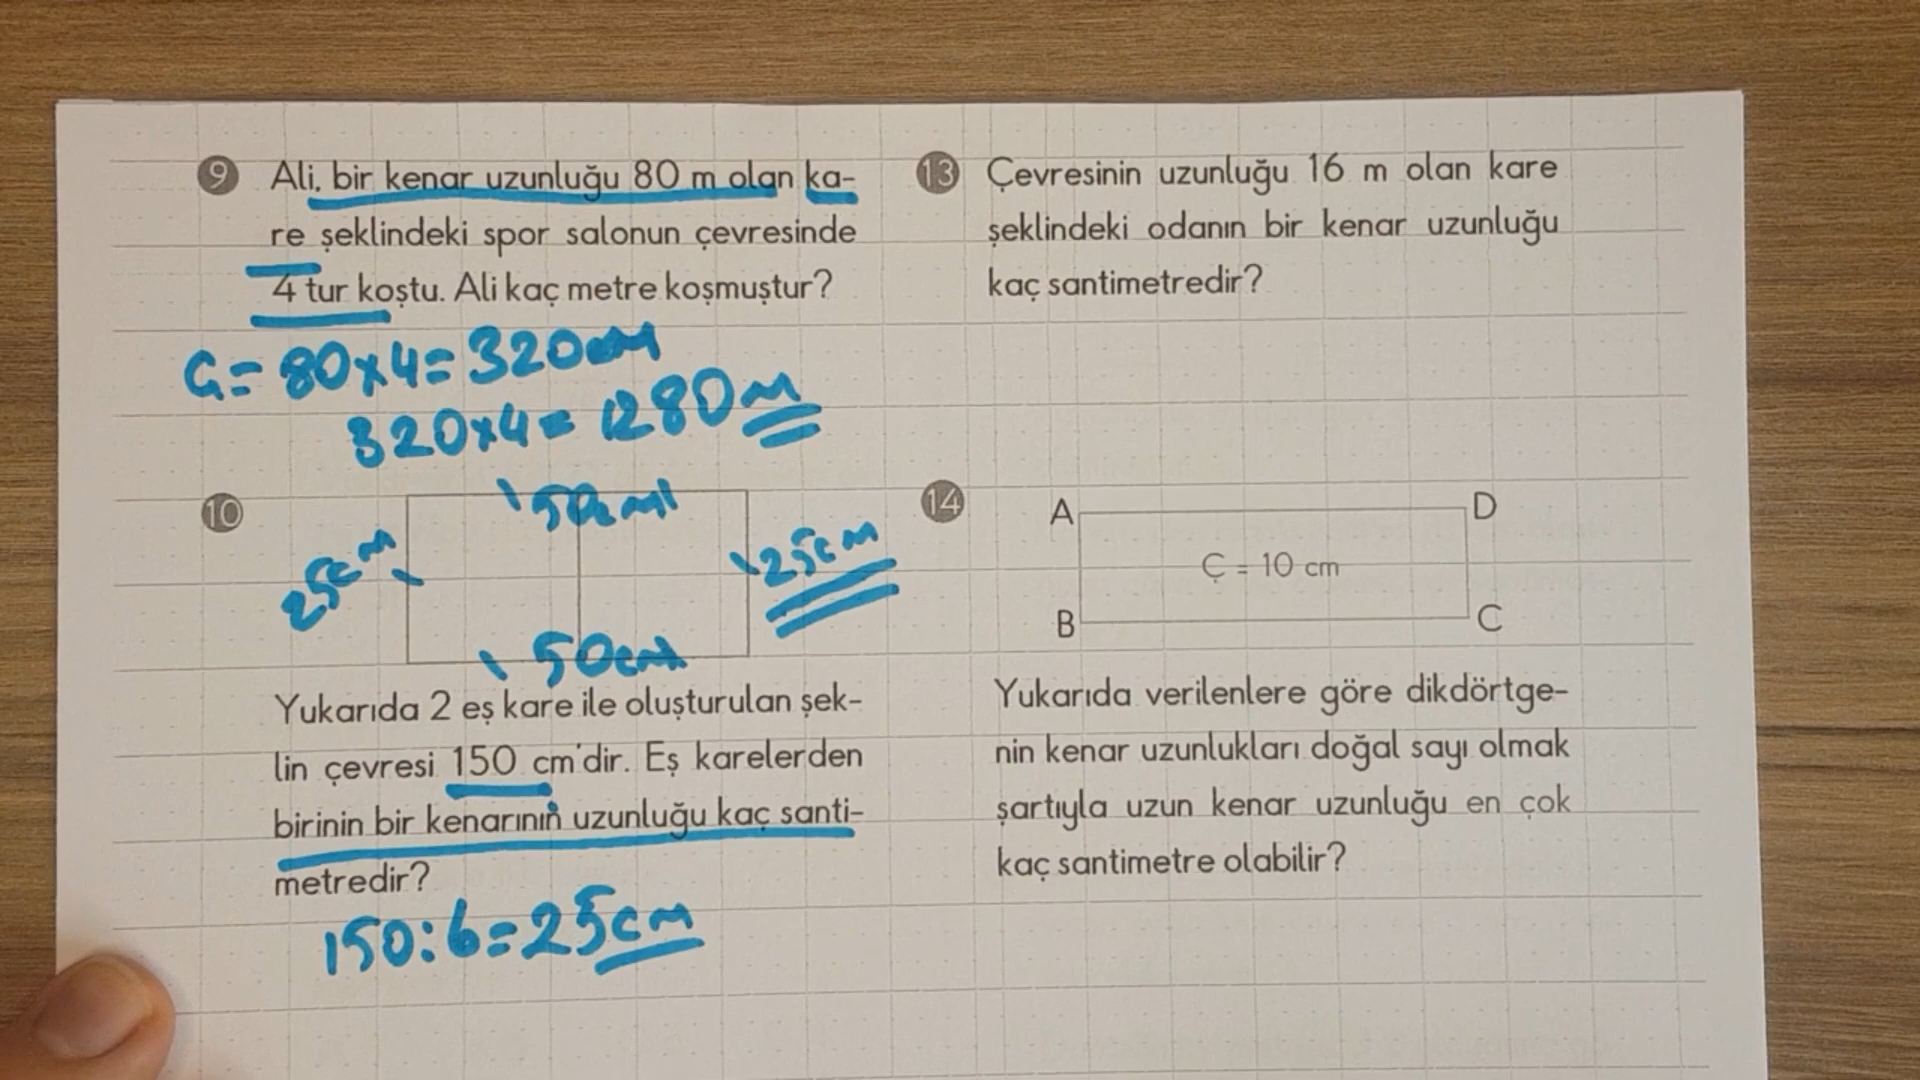 9 Ali, bir kenar uzunluğu 80 m olan ka-
re şeklindeki spor salonun çevresinde
4 tur koştu. Ali kaç metre koşmuştur?
Ç= 80x4= 320
320x4= 1280m
10
50cm
25cm
25cm
50cm
Yukarıda 2 eş kare ile oluşturulan şek-
lin çevresi 150 cm'dir. Eş karelerden
birinin bir kenarının uzunluğu kaç santi-
metredir?
150:6=25cm
13 Çevresinin uzunluğu 16 m olan kare
şeklindeki odanın bir kenar uzunluğu
kaç santimetredir?
14
A D
Ç = 10 cm
B C
Yukarıda verilenlere göre dikdörtge-
nin kenar uzunlukları doğal sayı olmak
şartıyla uzun kenar uzunluğu en çok
kaç santimetre olabilir?